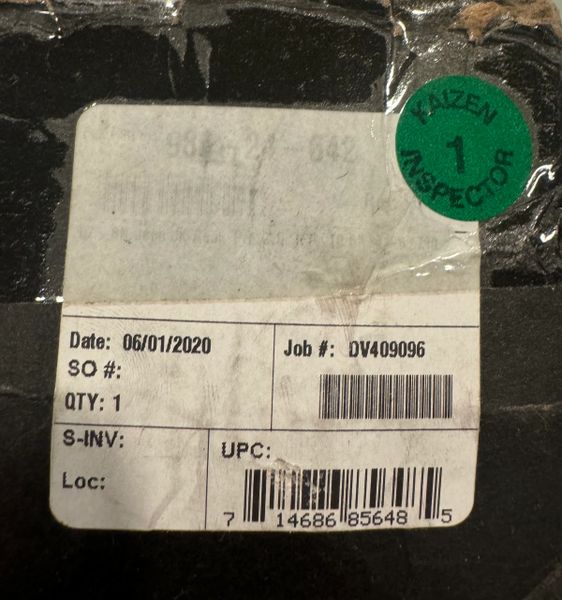 KAIZEN
1
INSPECTOR
Date: 06/01/2020
Job #: DV409096
SO #:
QTY: 1
S-INV:
UPC:
Loc:
7 14686 85648 5